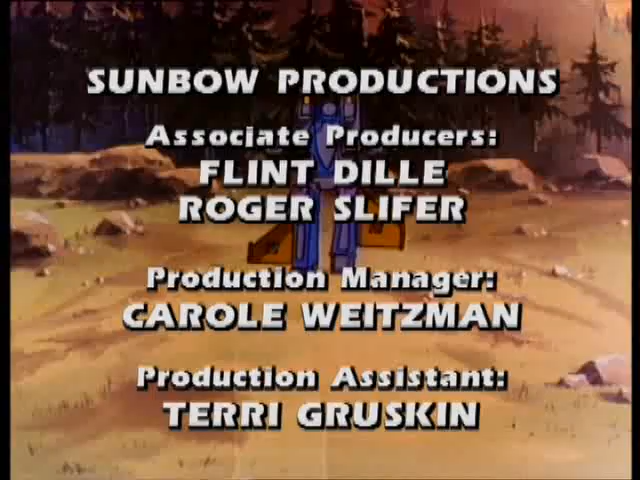 SUNBOW PRODUCTIONS
Associate Producers:
FLINT DILLE
ROGER SLIFER
Production Manager:
CAROLE WEITZMAN
Production Assistant:
TERRI GRUSKIN